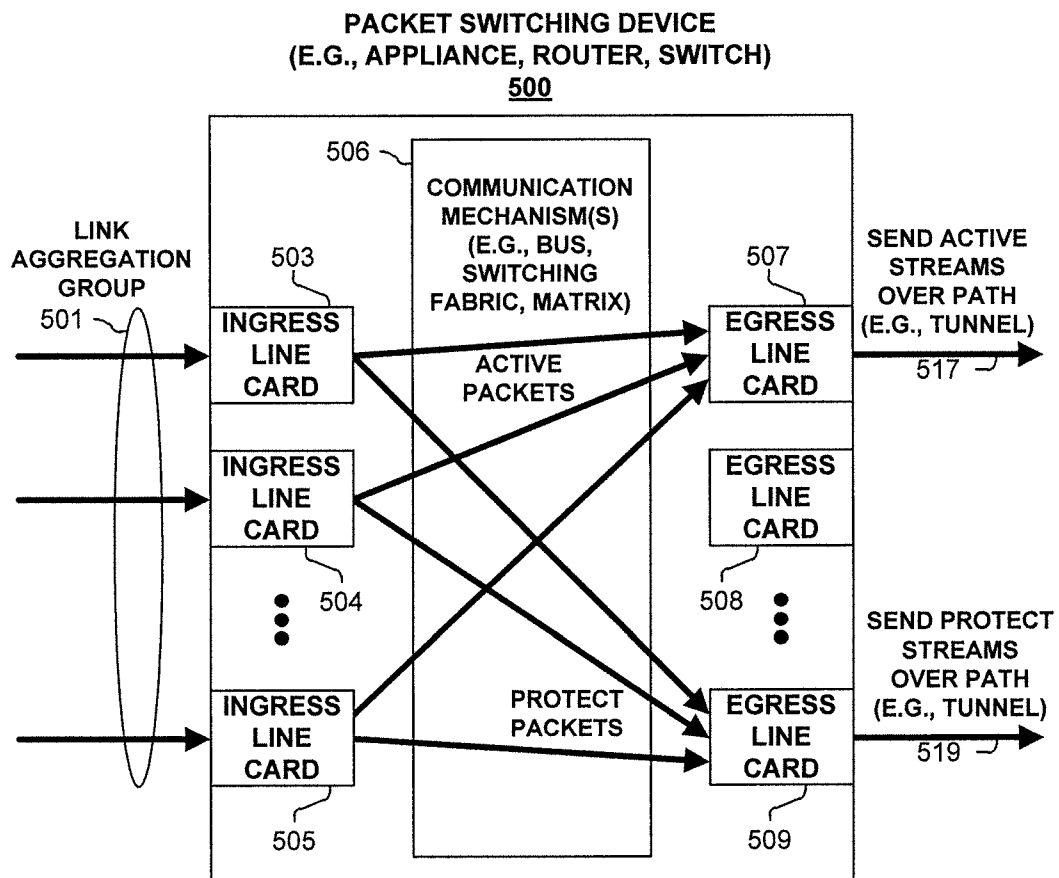 PACKET SWITCHING DEVICE
(E.G., APPLIANCE, ROUTER, SWITCH)
500
506
COMMUNICATION
MECHANISM(S)
(E.G., BUS,
SWITCHING
FABRIC, MATRIX)
LINK
AGGREGATION
GROUP
501
503
INGRESS
LINE
CARD
ACTIVE
PACKETS
507
EGRESS
LINE
CARD
SEND ACTIVE
STREAMS
OVER PATH
(E.G., TUNNEL)
517
INGRESS
LINE
CARD
504
EGRESS
LINE
CARD
508
INGRESS
LINE
CARD
505
PROTECT
PACKETS
EGRESS
LINE
CARD
509
SEND PROTECT
STREAMS
OVER PATH
(E.G., TUNNEL)
519